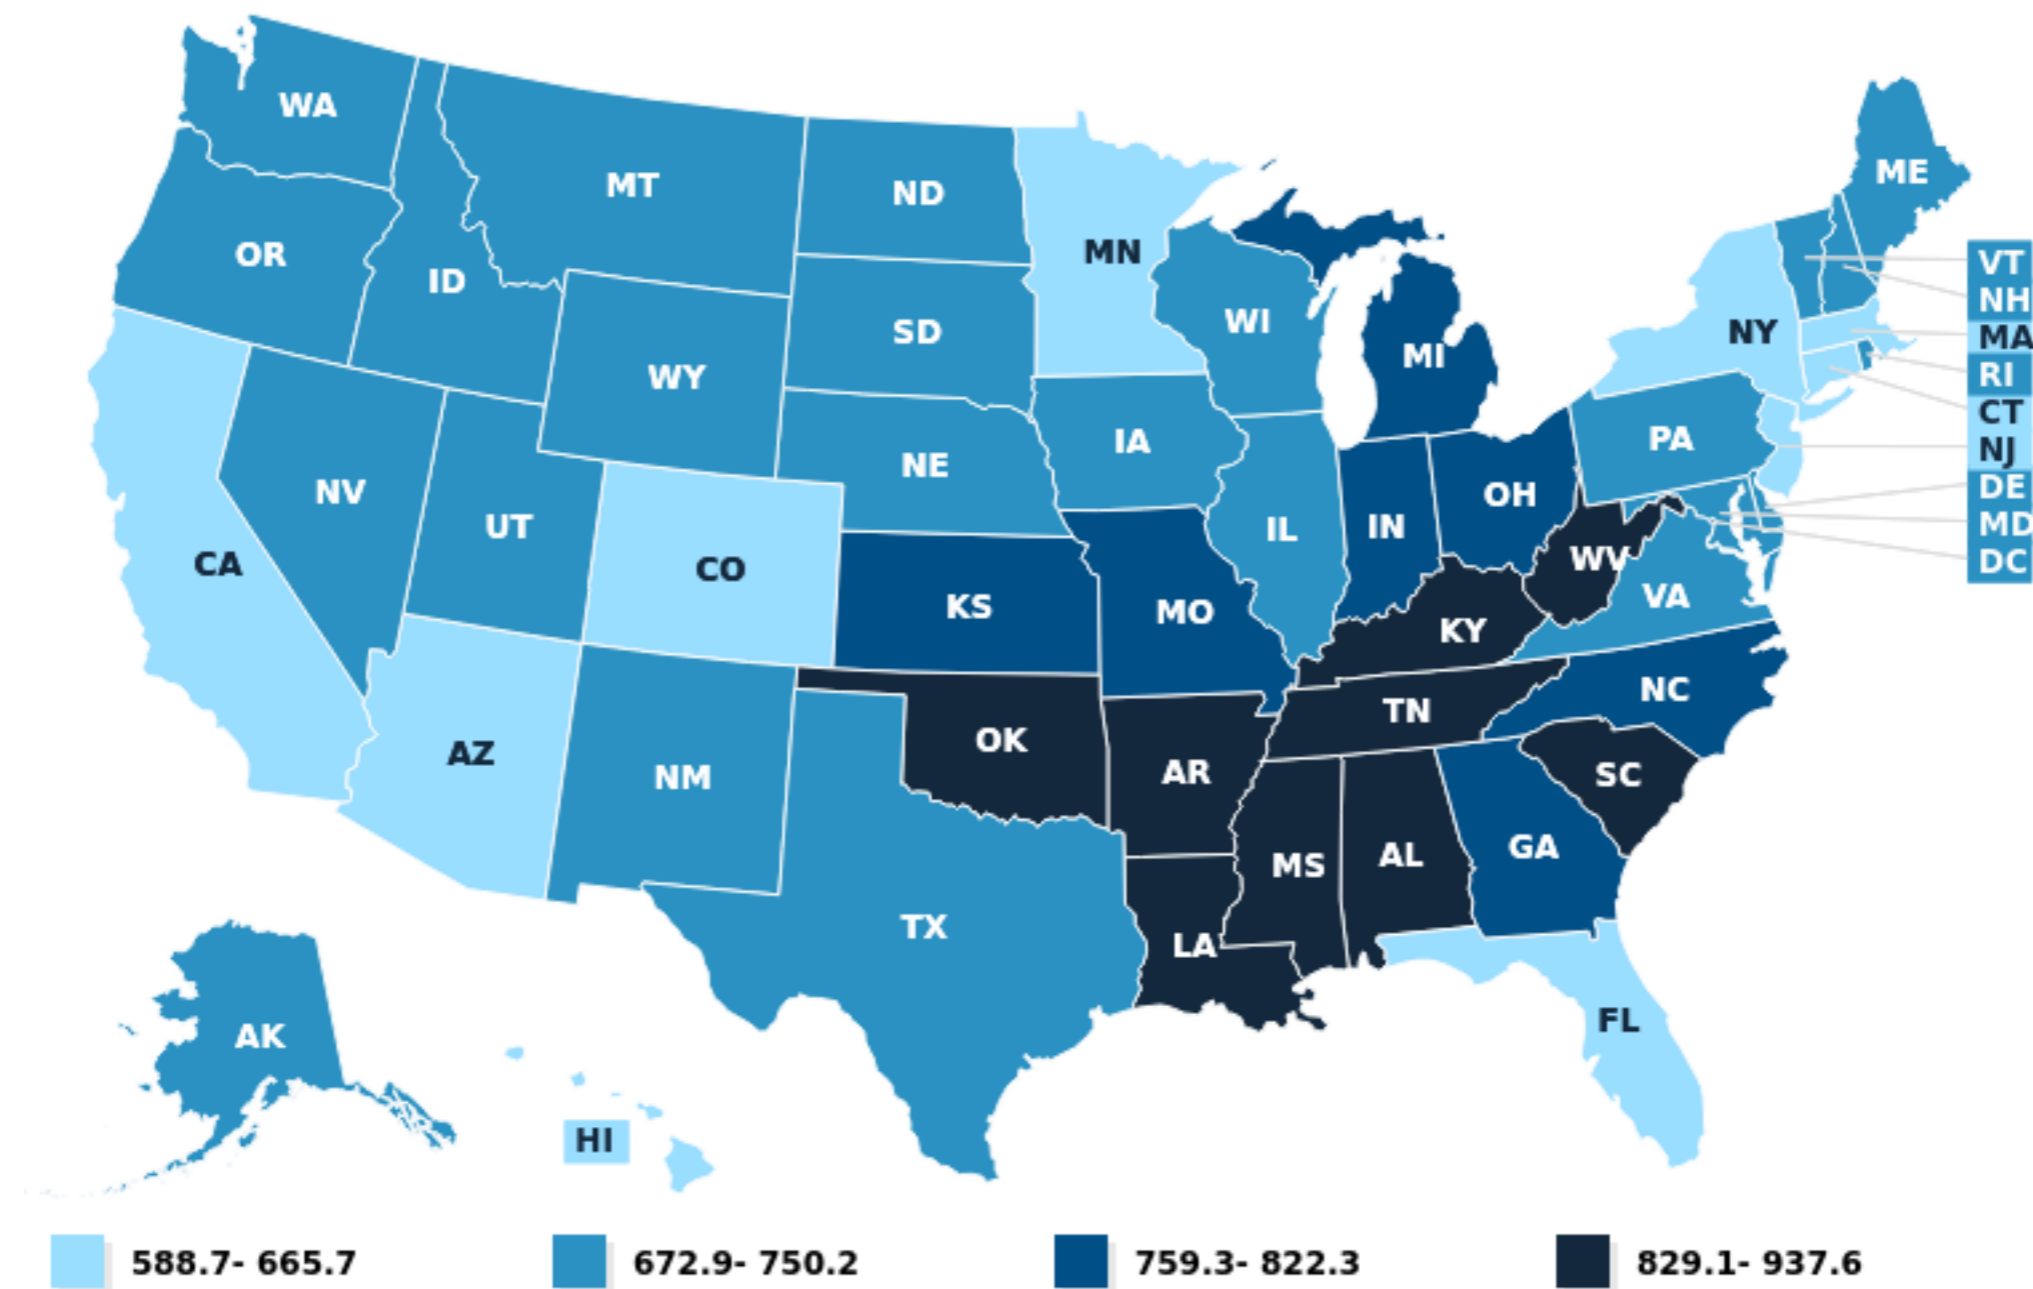 WA
MT
ND
ME
OR
ID
MN
VT
NH
SD
WI
NY
MA
MI
WY
RI
CT
NE
IA
PA
NJ
NV
UT
OH
DE
IL
IN
MD
CA
CO
WV
DC
KS
MO
VA
KY
NC
TN
AZ
NM
OK
AR
SC
MS
AL
GA
TX
LA
FL
AK
HI
588.7- 665.7
672.9- 750.2
759.3- 822.3
829.1- 937.6